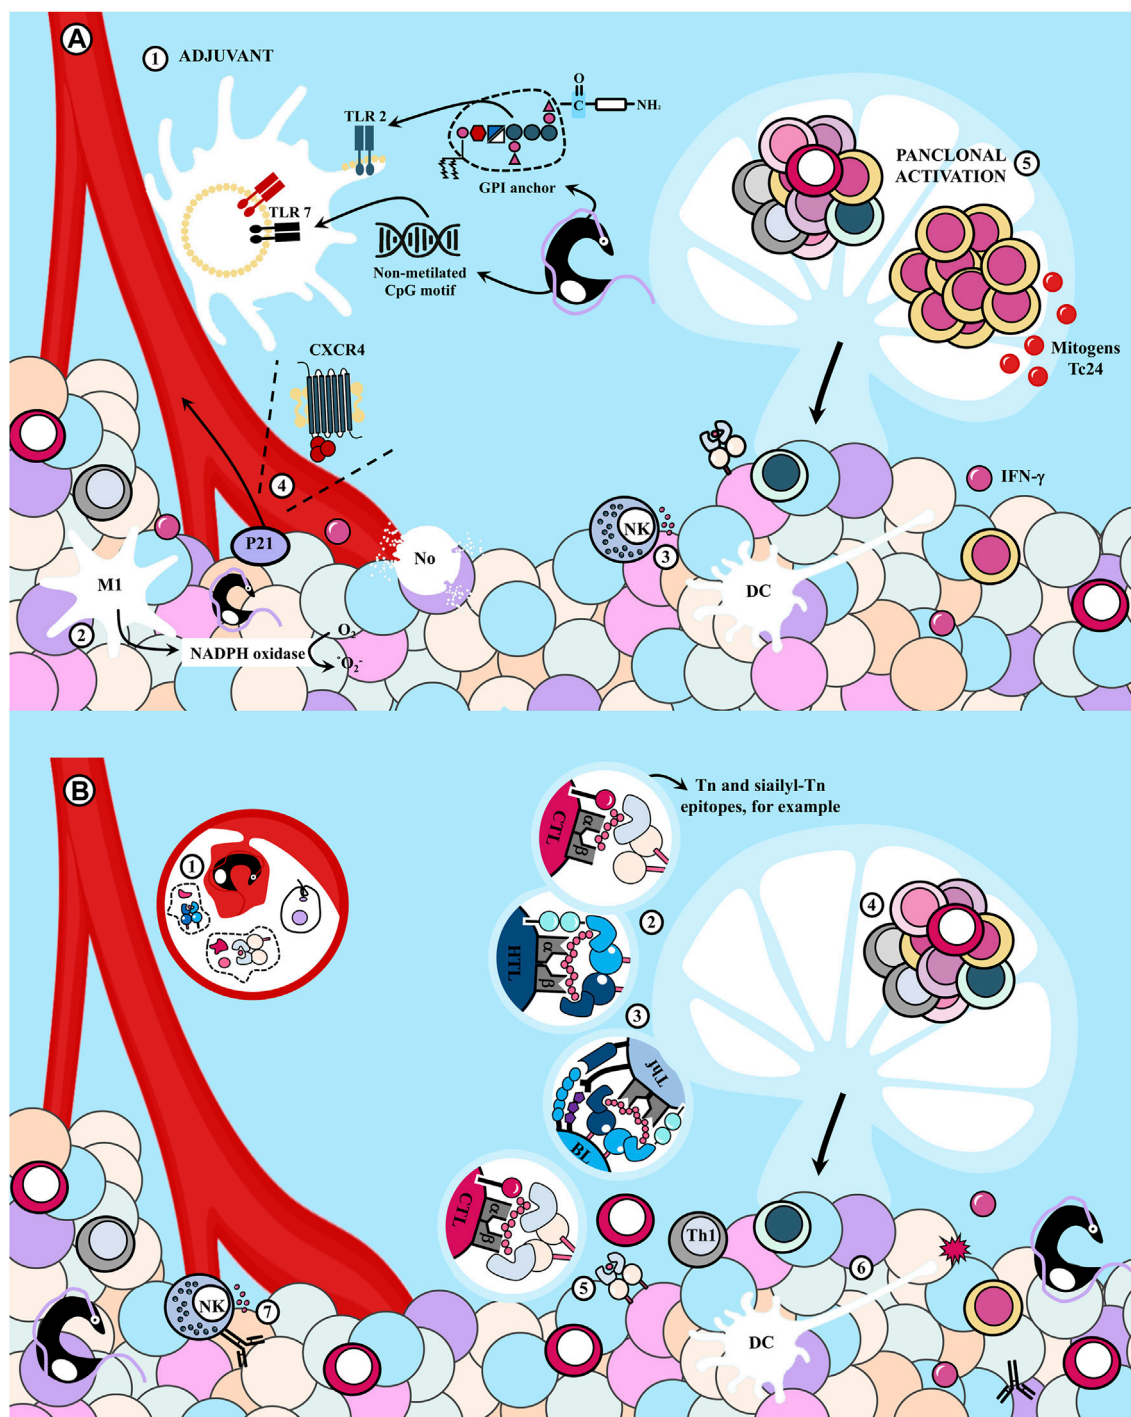 A
1 ADJUVANT
TLR 2
O
C
NH₂
GPI anchor
TLR 7
Non-metilated
CpG motif
PANCLONAL 5
ACTIVATION
Mitogens
Tc24
CXCR4
4
P21
No
M1
2
NADPH oxidase
O₂
˙O₂⁻
NK
3
DC
IFN-γ
B
1
Tn and siailyl-Tn
epitopes, for example
CTL
α
β
2
HTL
α
β
3
Thf
BL
4
CTL
α
β
Th1
5
6
NK
7
DC